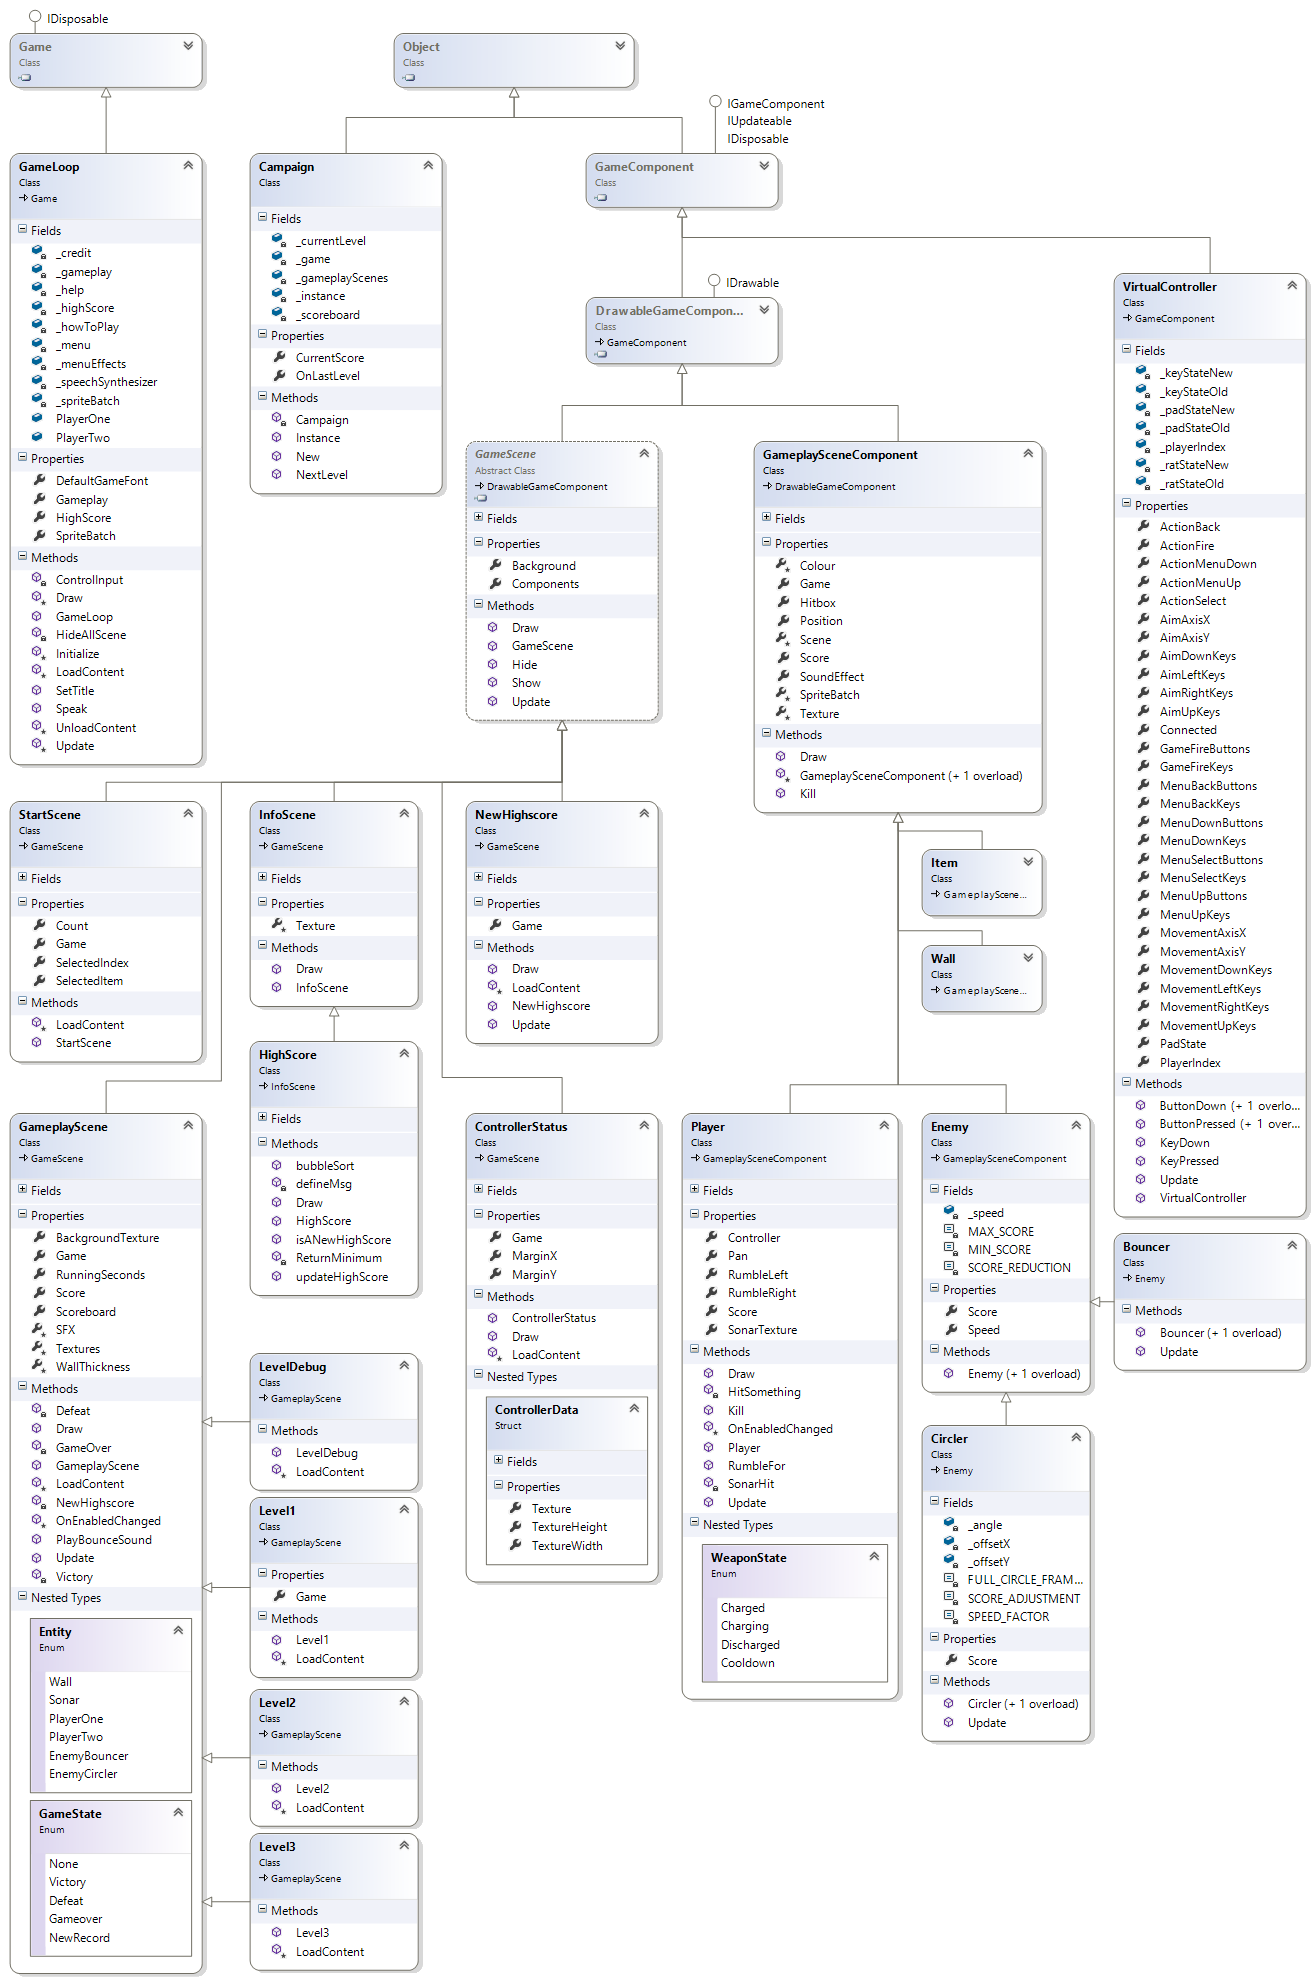 IDisposable
Game
Class
Object
Class
IGameComponent
IUpdateable
IDisposable
GameLoop
Class
Game
Fields
_credit
_gameplay
_help
_highScore
_howToPlay
_menu
_menuEffects
_speechSynthesizer
_spriteBatch
PlayerOne
PlayerTwo
Properties
DefaultGameFont
Gameplay
HighScore
SpriteBatch
Methods
ControlInput
Draw
GameLoop
HideAllScene
Initialize
LoadContent
SetTitle
Speak
UnloadContent
Update
Campaign
Class
Fields
_currentLevel
_game
_gameplayScenes
_instance
_scoreboard
Properties
CurrentScore
OnLastLevel
Methods
Campaign
Instance
New
NextLevel
GameComponent
Class
IDrawable
DrawableGameCompon...
Class
GameComponent
GameScene
Abstract Class
DrawableGameComponent
Fields
Properties
Background
Components
Methods
Draw
GameScene
Hide
Show
Update
GameplaySceneComponent
Class
DrawableGameComponent
Fields
Properties
Colour
Game
Hitbox
Position
Scene
Score
SoundEffect
SpriteBatch
Texture
Methods
Draw
GameplaySceneComponent (+ 1 overload)
Kill
VirtualController
Class
GameComponent
Fields
_keyStateNew
_keyStateOld
_padStateNew
_padStateOld
_playerIndex
_ratStateNew
_ratStateOld
Properties
ActionBack
ActionFire
ActionMenuDown
ActionMenuUp
ActionSelect
AimAxisX
AimAxisY
AimDownKeys
AimLeftKeys
AimRightKeys
AimUpKeys
Connected
GameFireButtons
GameFireKeys
MenuBackButtons
MenuBackKeys
MenuDownButtons
MenuDownKeys
MenuSelectButtons
MenuSelectKeys
MenuUpButtons
MenuUpKeys
MovementAxisX
MovementAxisY
MovementDownKeys
MovementLeftKeys
MovementRightKeys
MovementUpKeys
PadState
PlayerIndex
Methods
ButtonDown (+ 1 overlo...
ButtonPressed (+ 1 over...
KeyDown
KeyPressed
Update
VirtualController
StartScene
Class
GameScene
Fields
Properties
Count
Game
SelectedIndex
SelectedItem
Methods
LoadContent
StartScene
InfoScene
Class
GameScene
Fields
Properties
Texture
Methods
Draw
InfoScene
NewHighscore
Class
GameScene
Fields
Properties
Game
Methods
Draw
LoadContent
NewHighscore
Update
Item
Class
GameplayScene...
Wall
Class
GameplayScene...
HighScore
Class
InfoScene
Fields
Methods
bubbleSort
defineMsg
Draw
HighScore
isANewHighScore
ReturnMinimum
updateHighScore
GameplayScene
Class
GameScene
Fields
Properties
BackgroundTexture
Game
RunningSeconds
Score
Scoreboard
SFX
Textures
WallThickness
Methods
Defeat
Draw
GameOver
GameplayScene
LoadContent
NewHighscore
OnEnabledChanged
PlayBounceSound
Update
Victory
Nested Types
Entity
Enum
Wall
Sonar
PlayerOne
PlayerTwo
EnemyBouncer
EnemyCircler
GameState
Enum
None
Victory
Defeat
Gameover
NewRecord
ControllerStatus
Class
GameScene
Fields
Properties
Game
MarginX
MarginY
Methods
ControllerStatus
Draw
LoadContent
Nested Types
ControllerData
Struct
Fields
Properties
Texture
TextureHeight
TextureWidth
Player
Class
GameplaySceneComponent
Fields
Properties
Controller
Pan
RumbleLeft
RumbleRight
Score
SonarTexture
Methods
Draw
HitSomething
Kill
OnEnabledChanged
Player
RumbleFor
SonarHit
Update
Nested Types
WeaponState
Enum
Charged
Charging
Discharged
Cooldown
Enemy
Class
GameplaySceneComponent
Fields
_speed
MAX_SCORE
MIN_SCORE
SCORE_REDUCTION
Properties
Score
Speed
Methods
Enemy (+ 1 overload)
Bouncer
Class
Enemy
Methods
Bouncer (+ 1 overload)
Update
LevelDebug
Class
GameplayScene
Methods
LevelDebug
LoadContent
Level1
Class
GameplayScene
Properties
Game
Methods
Level1
LoadContent
Level2
Class
GameplayScene
Methods
Level2
LoadContent
Level3
Class
GameplayScene
Methods
Level3
LoadContent
Circler
Class
Enemy
Fields
_angle
_offsetX
_offsetY
FULL_CIRCLE_FRAM...
SCORE_ADJUSTMENT
SPEED_FACTOR
Properties
Score
Methods
Circler (+ 1 overload)
Update